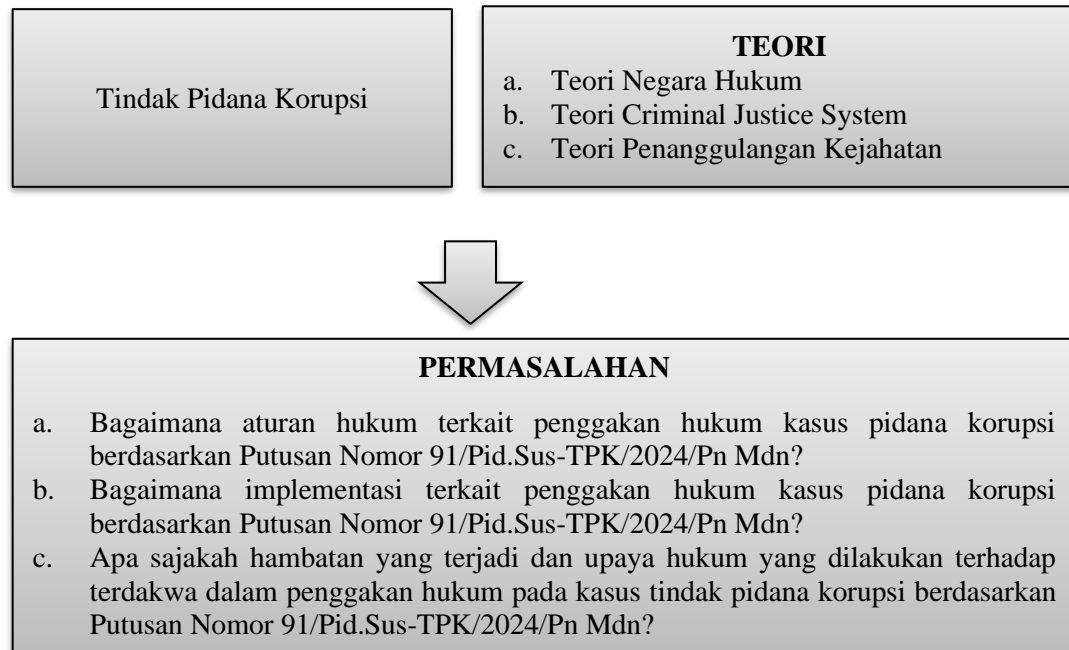 Tindak Pidana Korupsi
TEORI
a. Teori Negara Hukum
b. Teori Criminal Justice System
c. Teori Penanggulangan Kejahatan
PERMASALAHAN
a. Bagaimana aturan hukum terkait penggakan hukum kasus pidana korupsi
berdasarkan Putusan Nomor 91/Pid.Sus-TPK/2024/Pn Mdn?
b. Bagaimana implementasi terkait penggakan hukum kasus pidana korupsi
berdasarkan Putusan Nomor 91/Pid.Sus-TPK/2024/Pn Mdn?
c. Apa sajakah hambatan yang terjadi dan upaya hukum yang dilakukan terhadap
terdakwa dalam penggakan hukum pada kasus tindak pidana korupsi berdasarkan
Putusan Nomor 91/Pid.Sus-TPK/2024/Pn Mdn?